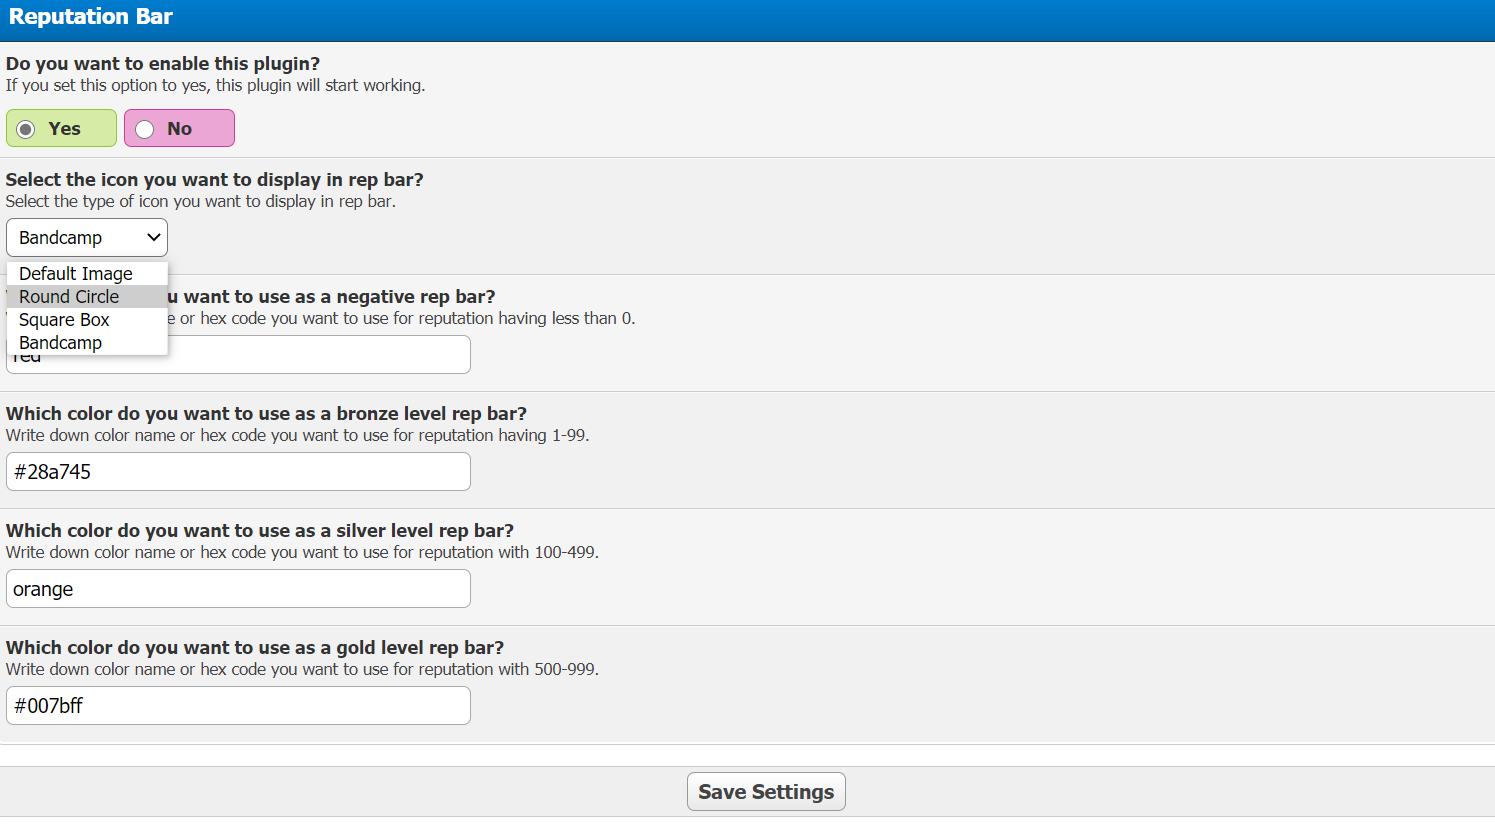 Reputation Bar
Do you want to enable this plugin?
If you set this option to yes, this plugin will start working.
Yes
No
Select the icon you want to display in rep bar?
Select the type of icon you want to display in rep bar.
Bandcamp
Default Image
Round Circle
Square Box
Bandcamp
u want to use as a negative rep bar?
e or hex code you want to use for reputation having less than 0.
red
Which color do you want to use as a bronze level rep bar?
Write down color name or hex code you want to use for reputation having 1-99.
#28a745
Which color do you want to use as a silver level rep bar?
Write down color name or hex code you want to use for reputation with 100-499.
orange
Which color do you want to use as a gold level rep bar?
Write down color name or hex code you want to use for reputation with 500-999.
#007bff
Save Settings